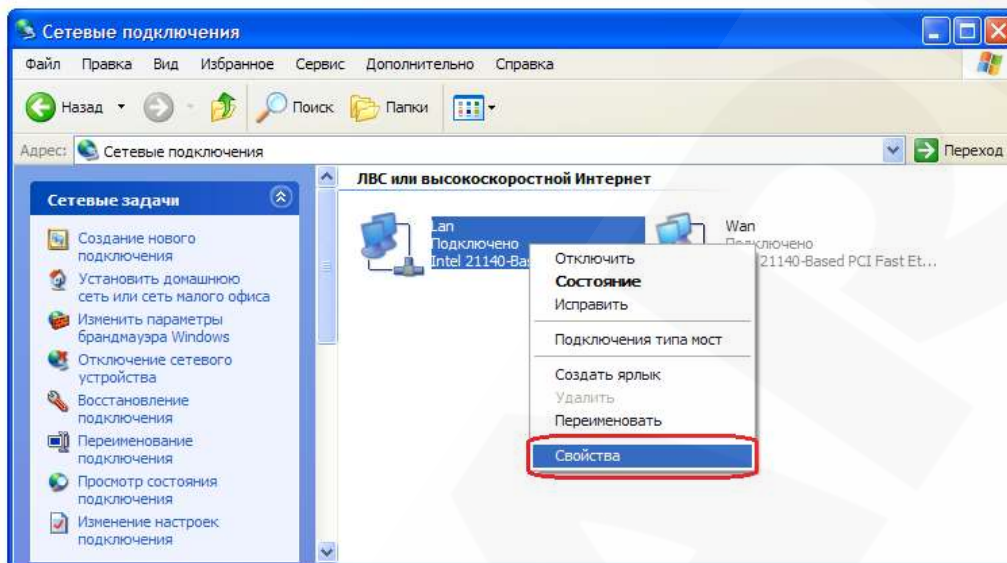 Сетевые подключения
Файл Правка Вид Избранное Сервис Дополнительно Справка
Назад Поиск Папки
Адрес: Сетевые подключения Переход
Сетевые задачи
Создание нового
подключения
Установить домашнюю
сеть или сеть малого офиса
Изменить параметры
брандмауэра Windows
Отключение сетевого
устройства
Восстановление
подключения
Переименование
подключения
Просмотр состояния
подключения
Изменение настроек
подключения
ЛВС или высокоскоростной Интернет
Lan
Подключено
Intel 21140-Bas
Wan
Подключено
21140-Based PCI Fast Et...
Отключить
Состояние
Исправить
Подключения типа мост
Создать ярлык
Удалить
Переименовать
Свойства